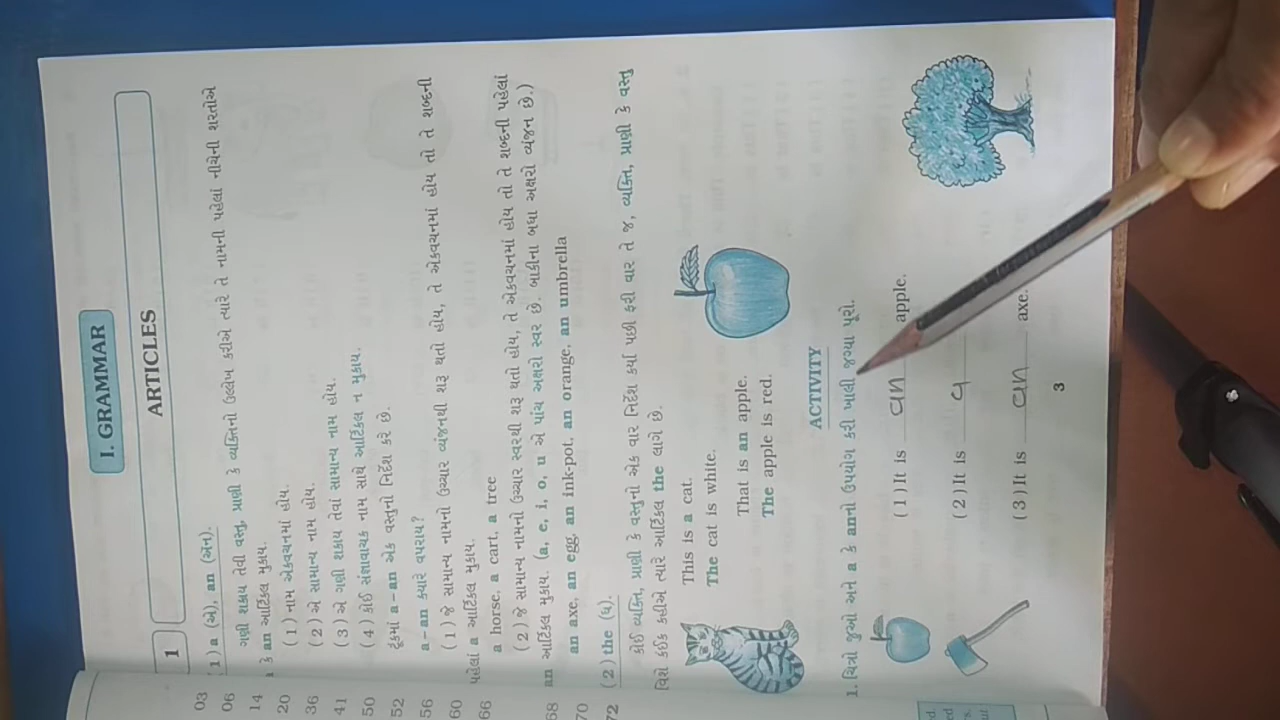 I. GRAMMAR
1
ARTICLES
1) a (એ), an (ઍન).
ગણી શકાય તેવી વસ્તુ, પ્રાણી કે વ્યક્તિનો ઉલ્લેખ કરીએ ત્યારે તે નામની પહેલાં નીચેની શરતોએ
કે an આર્ટિકલ મુકાય.
(1) નામ એકવચનમાં હોય.
(2) એ સામાન્ય નામ હોય.
(3) એ ગણી શકાય તેવાં સામાન્ય નામ હોય.
(4) કોઈ સંજ્ઞાવાચક નામ સાથે આર્ટિકલ ન મુકાય.
ટૂંકમાં a – an એક વસ્તુનો નિર્દેશ કરે છે.
a – an ક્યારે વપરાય?
(1) જે સામાન્ય નામનો ઉચ્ચાર વ્યંજનથી શરૂ થતો હોય, તે એકવચનમાં હોય તો તે શબ્દની
પહેલાં a આર્ટિકલ મુકાય.
a horse, a cart, a tree
(2) જે સામાન્ય નામનો ઉચ્ચાર સ્વરથી શરૂ થતો હોય, તે એકવચનમાં હોય તો તે શબ્દની પહેલાં
an આર્ટિકલ મુકાય. (a, e, i, o, u એ પાંચ અક્ષરો સ્વર છે. બાકીના બધા અક્ષરો વ્યંજન છે.)
an axe, an egg, an ink-pot, an orange, an umbrella
(2) the (ધ).
કોઈ વ્યક્તિ, પ્રાણી કે વસ્તુનો એક વાર નિર્દેશ કર્યા પછી ફરી વાર તે જ, વ્યક્તિ, પ્રાણી કે વસ્તુ
વિશે કંઈક કહીએ ત્યારે આર્ટિકલ the લાગે છે.
This is a cat.
The cat is white.
That is an apple.
The apple is red.
ACTIVITY
1. ચિત્રો જુઓ અને a કે anનો ઉપયોગ કરી ખાલી જગ્યા પૂરો.
(1) It is an apple.
(2) It is a
(3) It is an axe.
3
03
06
14
20
36
41
50
52
56
60
66
68
70
72